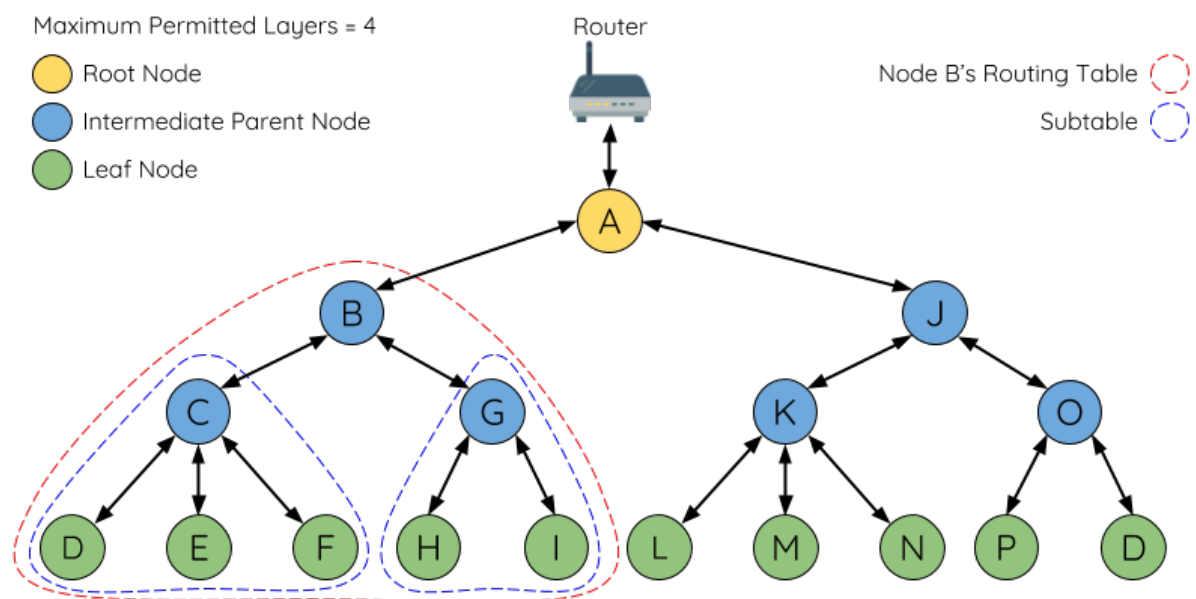 Maximum Permitted Layers = 4
Root Node
Intermediate Parent Node
Leaf Node
Router
Node B's Routing Table
Subtable
A
B
J
C
G
K
O
D
E
F
H
I
L
M
N
P
D